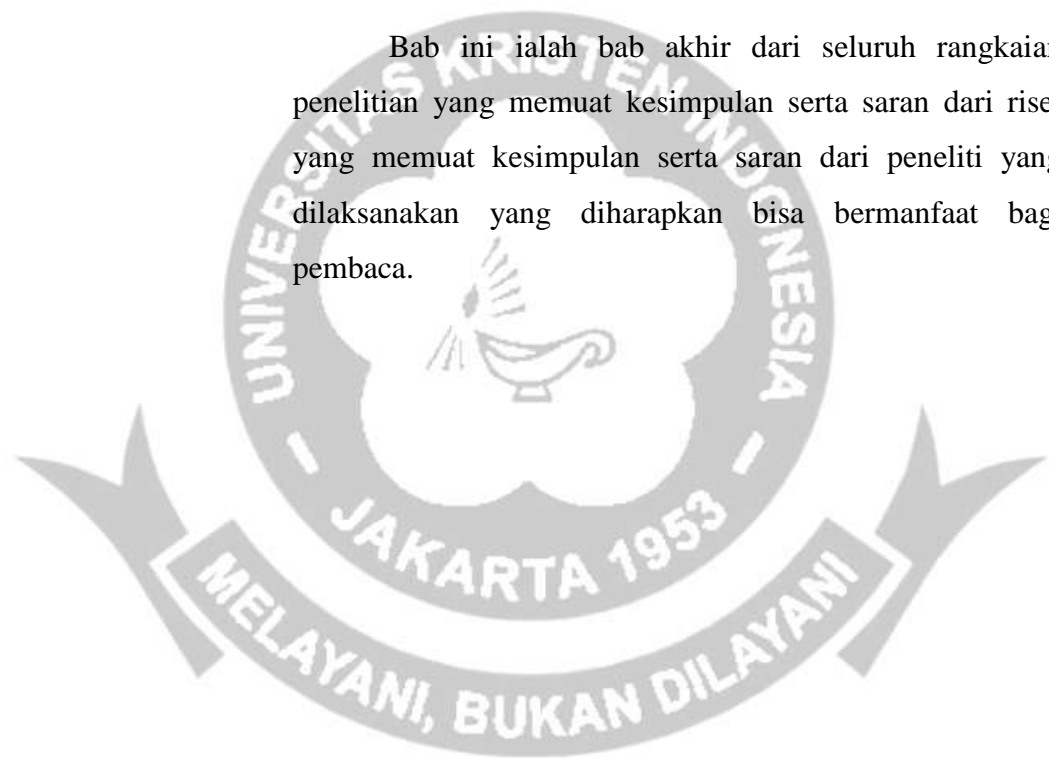 Bab ini ialah bab akhir dari seluruh rangkaian
penelitian yang memuat kesimpulan serta saran dari rise
yang memuat kesimpulan serta saran dari peneliti yang
dilaksanakan yang diharapkan bisa bermanfaat bag
pembaca.
UNIVERSITAS KRISTEN INDONESIA
JAKARTA 1953
MELAYANI, BUKAN DILAYANI